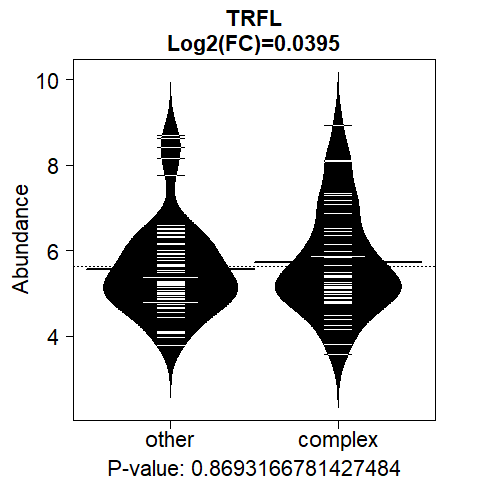 TRFL
Log2(FC)=0.0395
Abundance
10
8
6
4
other complex
P-value: 0.8693166781427484